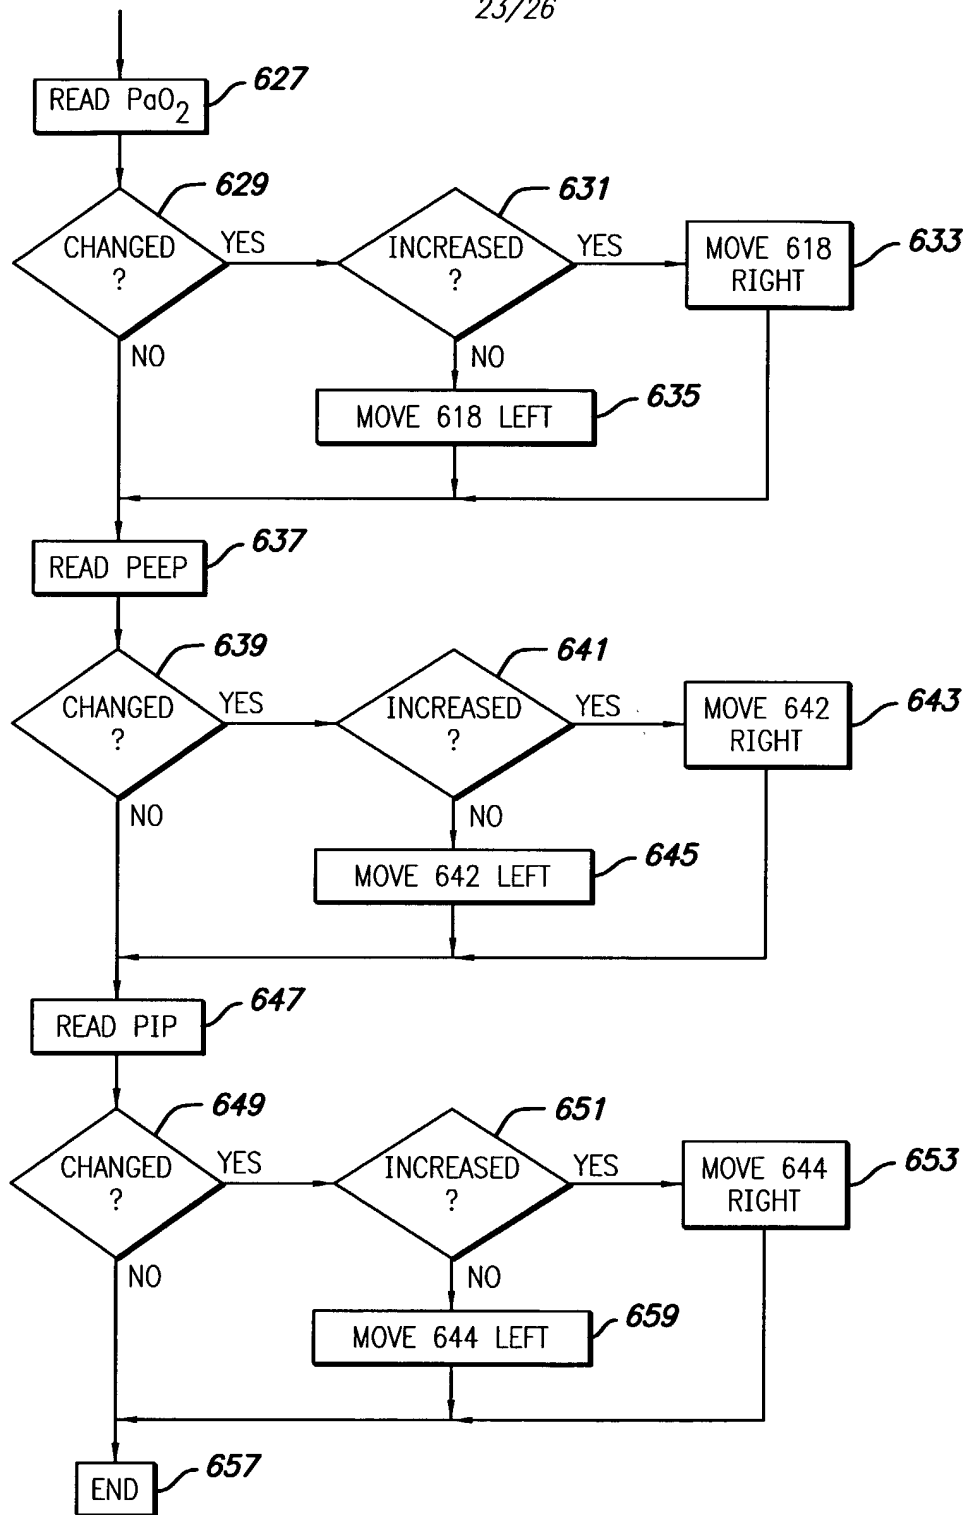 23/26
READ PaO2
627
629
CHANGED
?
YES
631
INCREASED
?
YES
MOVE 618
RIGHT
633
NO
NO
MOVE 618 LEFT
635
READ PEEP
637
639
CHANGED
?
YES
641
INCREASED
?
YES
MOVE 642
RIGHT
643
NO
NO
MOVE 642 LEFT
645
READ PIP
647
649
CHANGED
?
YES
651
INCREASED
?
YES
MOVE 644
RIGHT
653
NO
NO
MOVE 644 LEFT
659
END
657